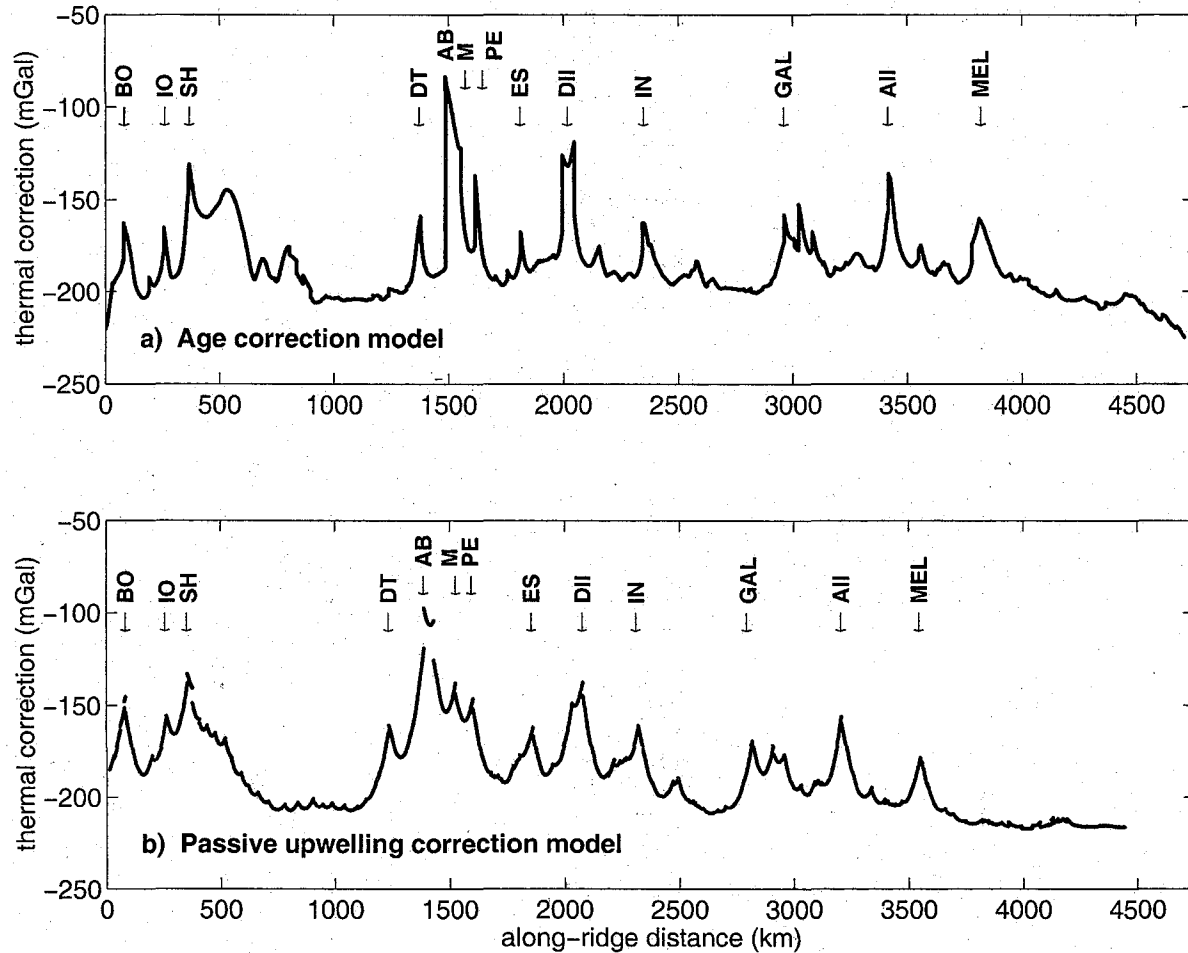 −50
−100
−150
−200
−250
thermal correction (mGal)
BO
IO
SH
DT
AB
M
PE
ES
DII
IN
GAL
AII
MEL
a) Age correction model
0 500 1000 1500 2000 2500 3000 3500 4000 4500
−50
−100
−150
−200
−250
thermal correction (mGal)
BO
IO
SH
DT
AB
M
PE
ES
DII
IN
GAL
AII
MEL
b) Passive upwelling correction model
0 500 1000 1500 2000 2500 3000 3500 4000 4500
along−ridge distance (km)